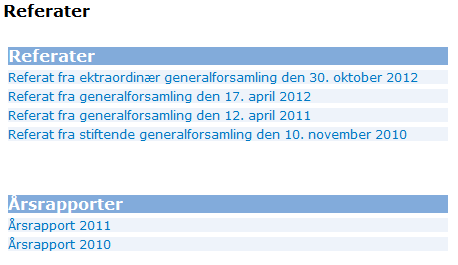 Referater
Referater
Referat fra ektraordinær generalforsamling den 30. oktober 2012
Referat fra generalforsamling den 17. april 2012
Referat fra generalforsamling den 12. april 2011
Referat fra stiftende generalforsamling den 10. november 2010
Årsrapporter
Årsrapport 2011
Årsrapport 2010